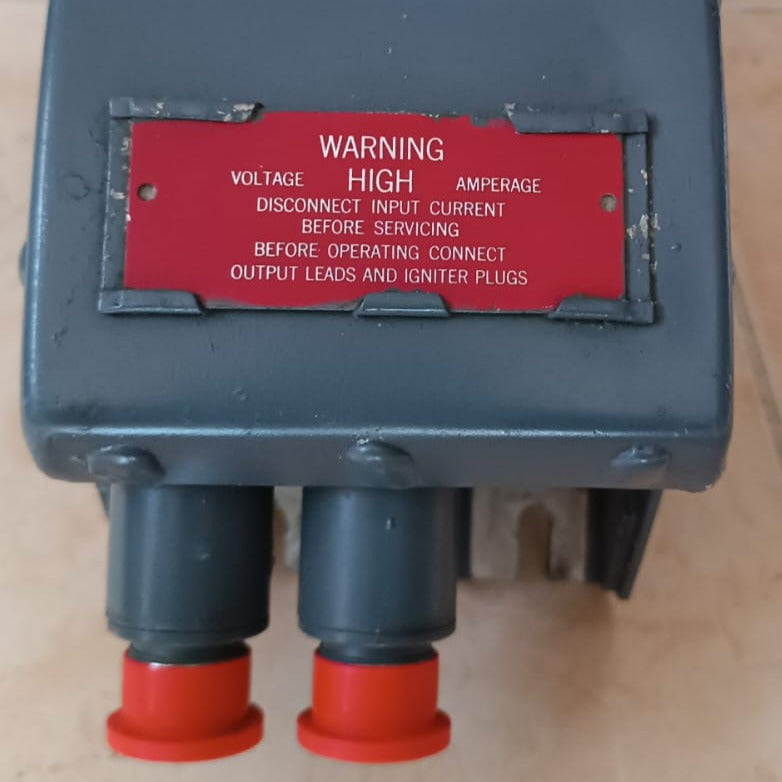 WARNING
VOLTAGE HIGH AMPERAGE
DISCONNECT INPUT CURRENT
BEFORE SERVICING
BEFORE OPERATING CONNECT
OUTPUT LEADS AND IGNITER PLUGS